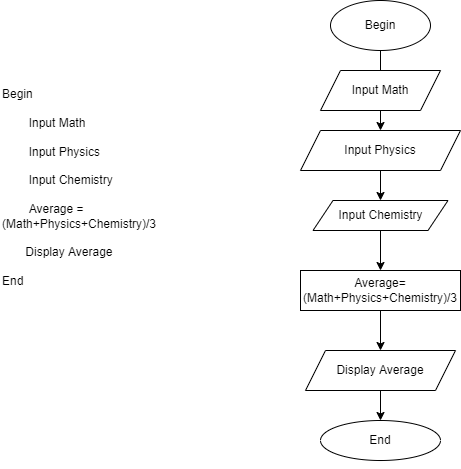 Begin
Input Math
Input Physics
Input Chemistry
Average =
(Math+Physics+Chemistry)/3
Display Average
End
Begin
Input Math
Input Physics
Input Chemistry
Average=
(Math+Physics+Chemistry)/3
Display Average
End